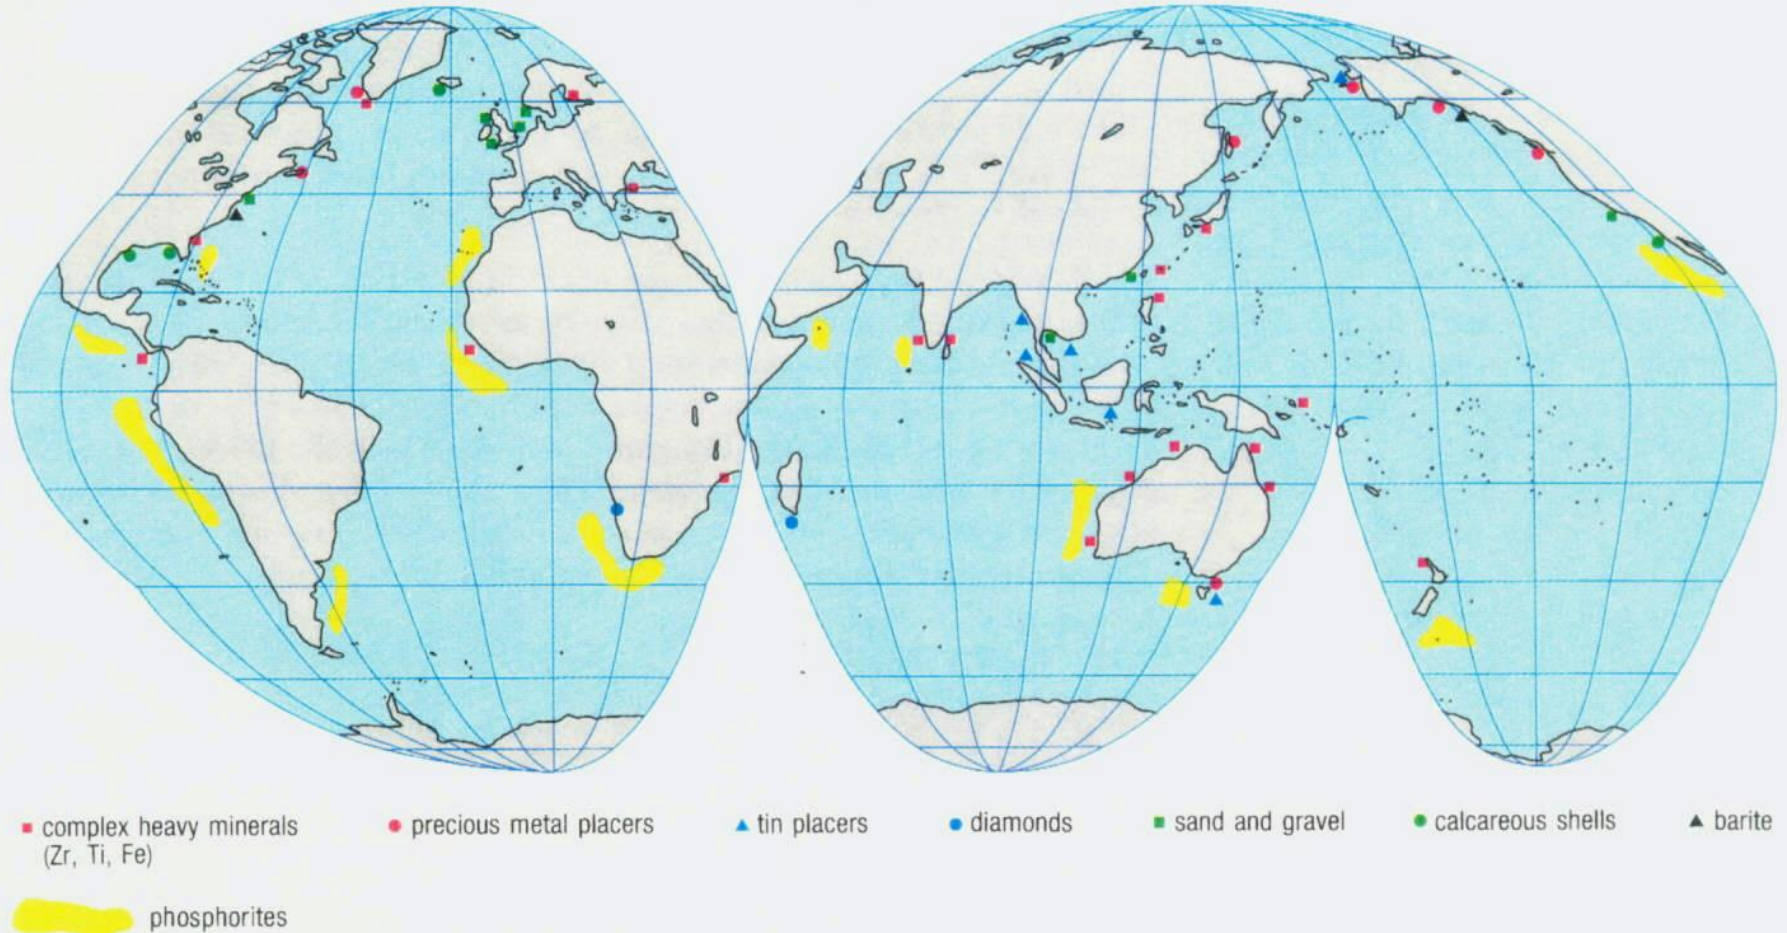 complex heavy minerals
(Zr, Ti, Fe)
precious metal placers
tin placers
diamonds
sand and gravel
calcareous shells
barite
phosphorites